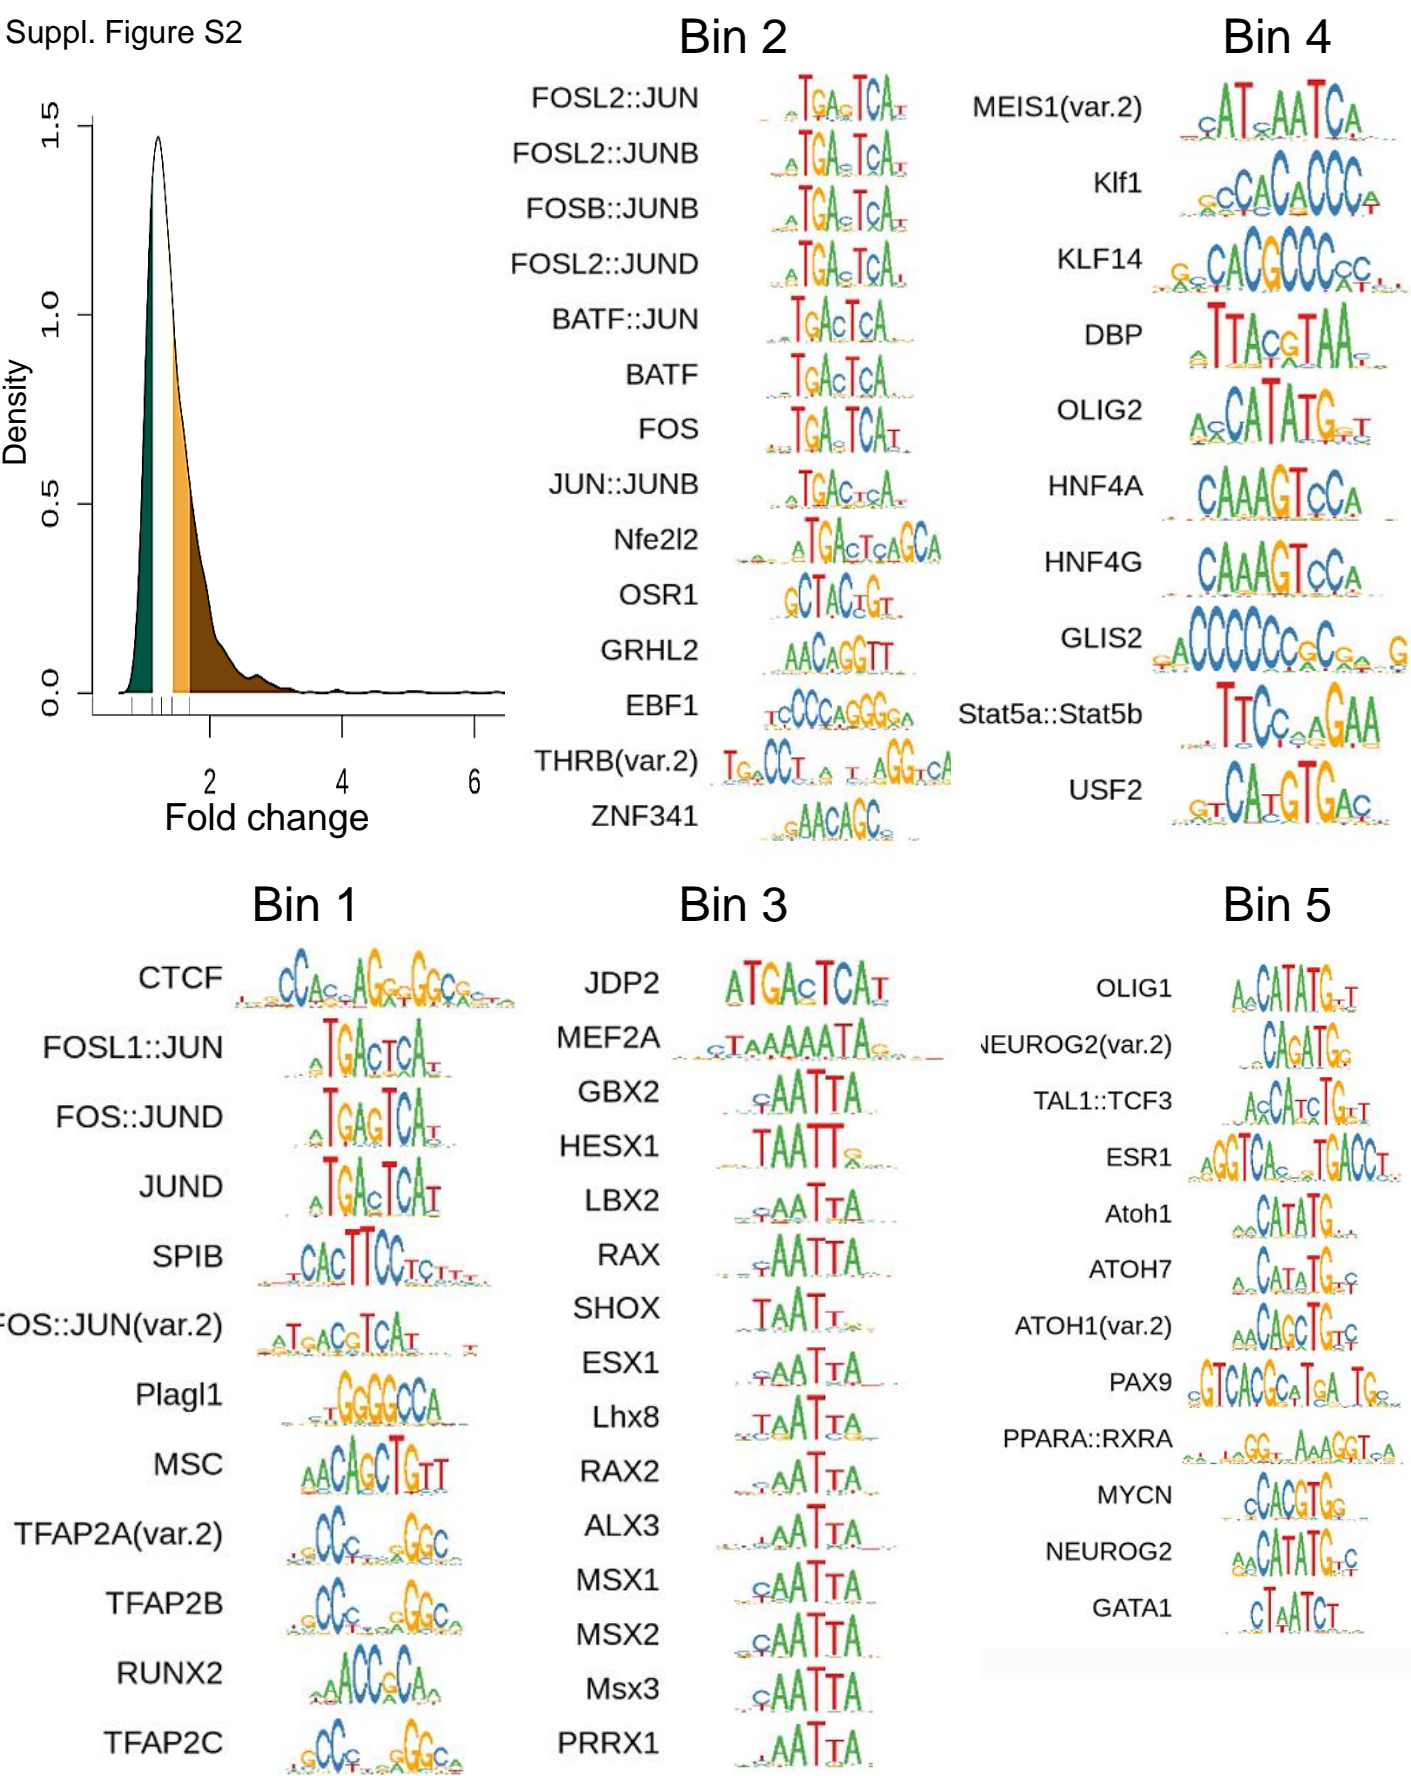 Suppl. Figure S2
Density
0.0
0.5
1.0
1.5
2
4
6
Fold change
Bin 2
FOSL2::JUN
FOSL2::JUNB
FOSB::JUNB
FOSL2::JUND
BATF::JUN
BATF
FOS
JUN::JUNB
Nfe2l2
OSR1
GRHL2
EBF1
THRB(var.2)
ZNF341
Bin 4
MEIS1(var.2)
Klf1
KLF14
DBP
OLIG2
HNF4A
HNF4G
GLIS2
Stat5a::Stat5b
USF2
Bin 1
CTCF
FOSL1::JUN
FOS::JUND
JUND
SPIB
FOS::JUN(var.2)
Plagl1
MSC
TFAP2A(var.2)
TFAP2B
RUNX2
TFAP2C
Bin 3
JDP2
MEF2A
GBX2
HESX1
LBX2
RAX
SHOX
ESX1
Lhx8
RAX2
ALX3
MSX1
MSX2
Msx3
PRRX1
Bin 5
OLIG1
NEUROG2(var.2)
TAL1::TCF3
ESR1
Atoh1
ATOH7
ATOH1(var.2)
PAX9
PPARA::RXRA
MYCN
NEUROG2
GATA1